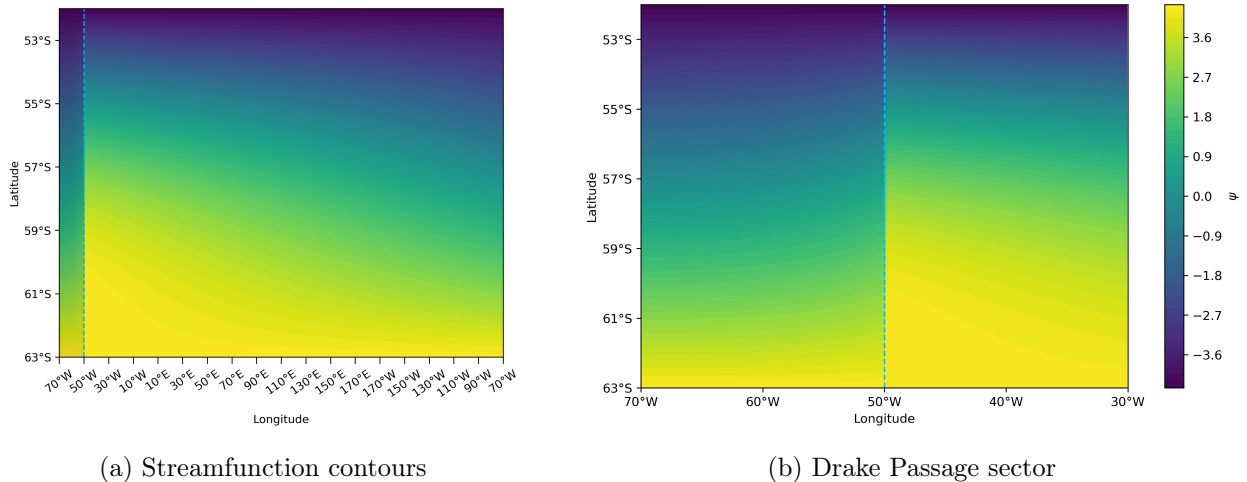 53°S
55°S
57°S
59°S
61°S
63°S
Latitude
70°W 50°W 30°W 10°W 10°E 30°E 50°E 70°E 90°E 110°E 130°E 150°E 170°E 170°W 150°W 130°W 110°W 90°W 70°W
Longitude
(a) Streamfunction contours
53°S
55°S
57°S
59°S
61°S
63°S
Latitude
70°W 60°W 50°W 40°W 30°W
Longitude
3.6
2.7
1.8
0.9
0.0
−0.9
−1.8
−2.7
−3.6
ψ
(b) Drake Passage sector